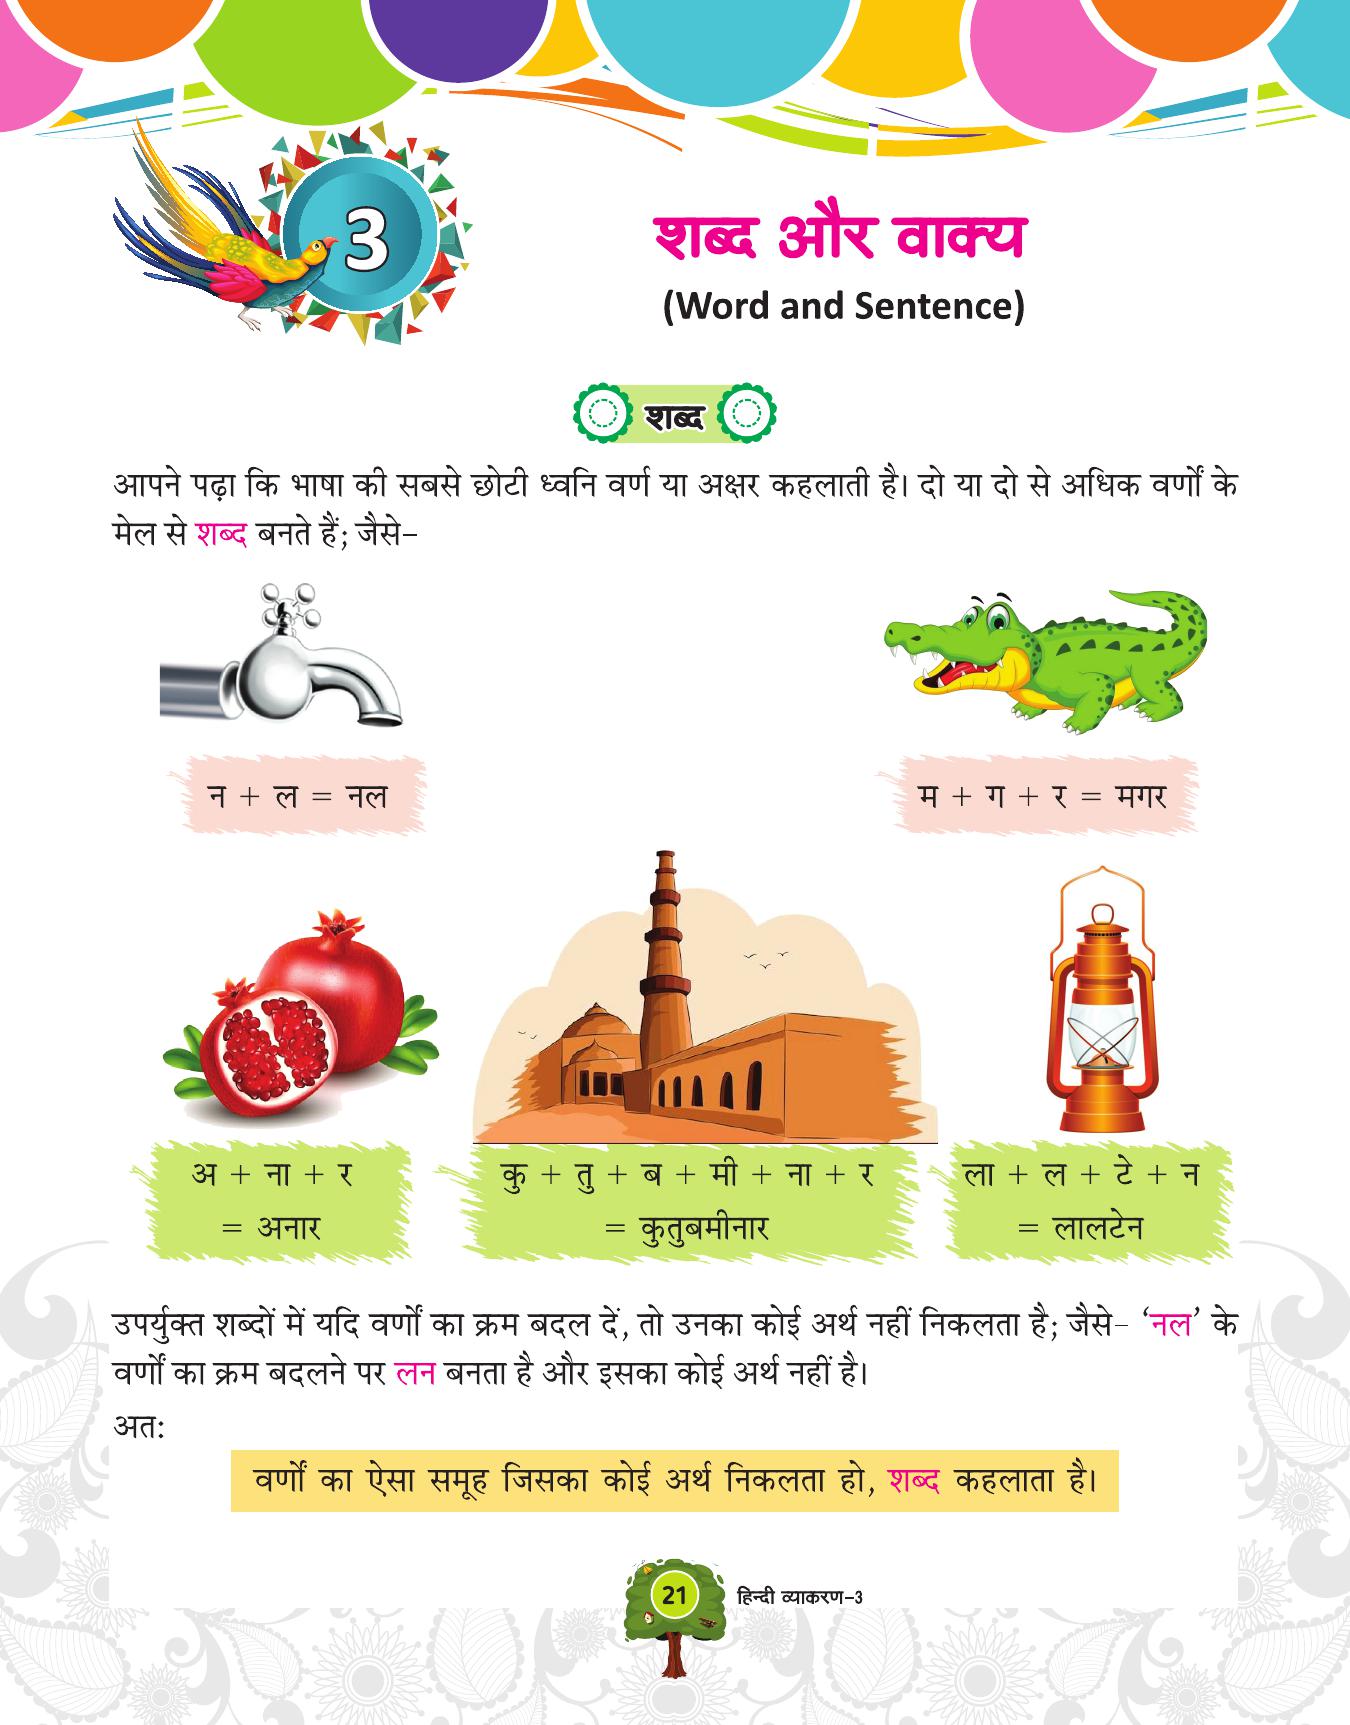 3
शब्द और वाक्य
(Word and Sentence)
शब्द
आपने पढ़ा कि भाषा की सबसे छोटी ध्वनि वर्ण या अक्षर कहलाती है। दो या दो से अधिक वर्णों के
मेल से शब्द बनते हैं; जैसे-
न + ल = नल
म + ग + र = मगर
अ + ना + र
= अनार
कु + तु + ब + मी + ना + र
= कुतुबमीनार
ला + ल + टे + न
= लालटेन
उपर्युक्त शब्दों में यदि वर्णों का क्रम बदल दें, तो उनका कोई अर्थ नहीं निकलता है; जैसे- ‘नल’ के
वर्णों का क्रम बदलने पर लन बनता है और इसका कोई अर्थ नहीं है।
अत:
वर्णों का ऐसा समूह जिसका कोई अर्थ निकलता हो, शब्द कहलाता है।
21 हिन्दी व्याकरण-3